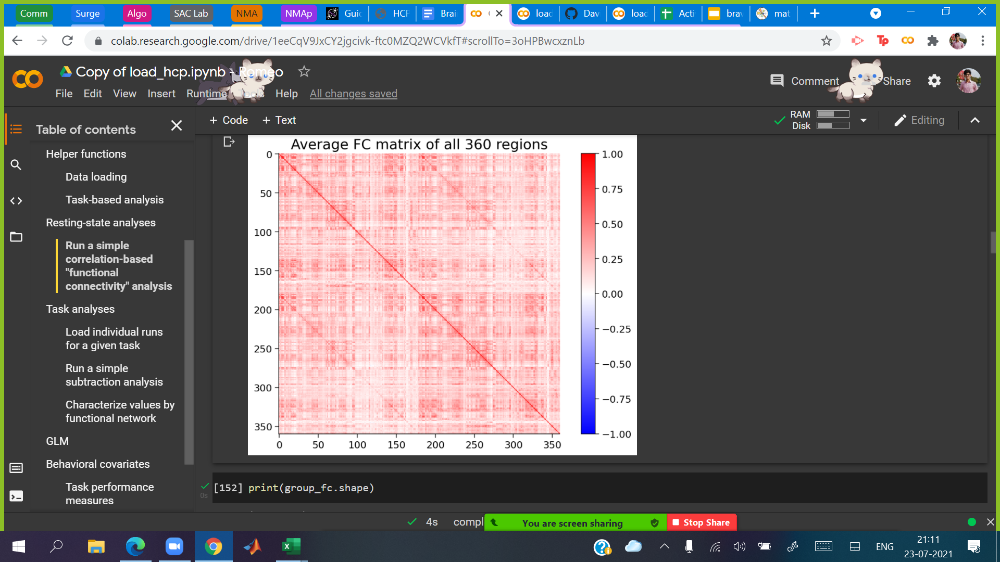 Comm Surge Algo SAC Lab NMA NMAp Guid HCP Brai load Dav load Acti brav mat
colab.research.google.com/drive/1eeCqV9JxCY2jgcivk-ftc0MZQ2WCVkfT#scrollTo=3oHPBwcxznLb
Copy of load_hcp.ipynb - Romeo
File Edit View Insert Runtime Tools Help All changes saved
Comment Share
Table of contents
Helper functions
Data loading
Task-based analysis
Resting-state analyses
Run a simple
correlation-based
"functional
connectivity" analysis
Task analyses
Load individual runs
for a given task
Run a simple
subtraction analysis
Characterize values by
functional network
GLM
Behavioral covariates
Task performance
measures
+ Code + Text
RAM
Disk
Editing
Average FC matrix of all 360 regions
0
50
100
150
200
250
300
350
0 50 100 150 200 250 300 350
1.00
0.75
0.50
0.25
0.00
−0.25
−0.50
−0.75
−1.00
[152] print(group_fc.shape)
0s
4s compl
You are screen sharing
Stop Share
ENG
21:11
23-07-2021